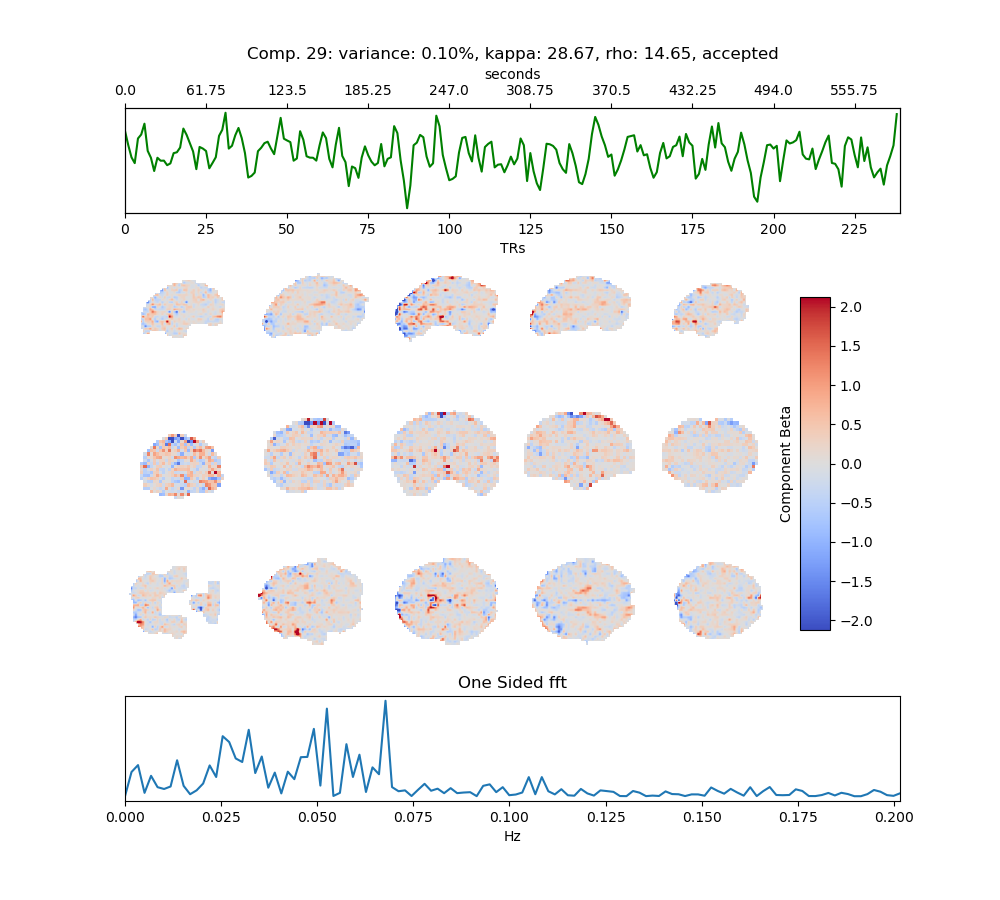 Comp. 29: variance: 0.10%, kappa: 28.67, rho: 14.65, accepted
seconds
0.0 61.75 123.5 185.25 247.0 308.75 370.5 432.25 494.0 555.75
0 25 50 75 100 125 150 175 200 225
TRs
2.0
1.5
1.0
0.5
0.0
−0.5
−1.0
−1.5
−2.0
Component Beta
One Sided fft
0.000 0.025 0.050 0.075 0.100 0.125 0.150 0.175 0.200
Hz